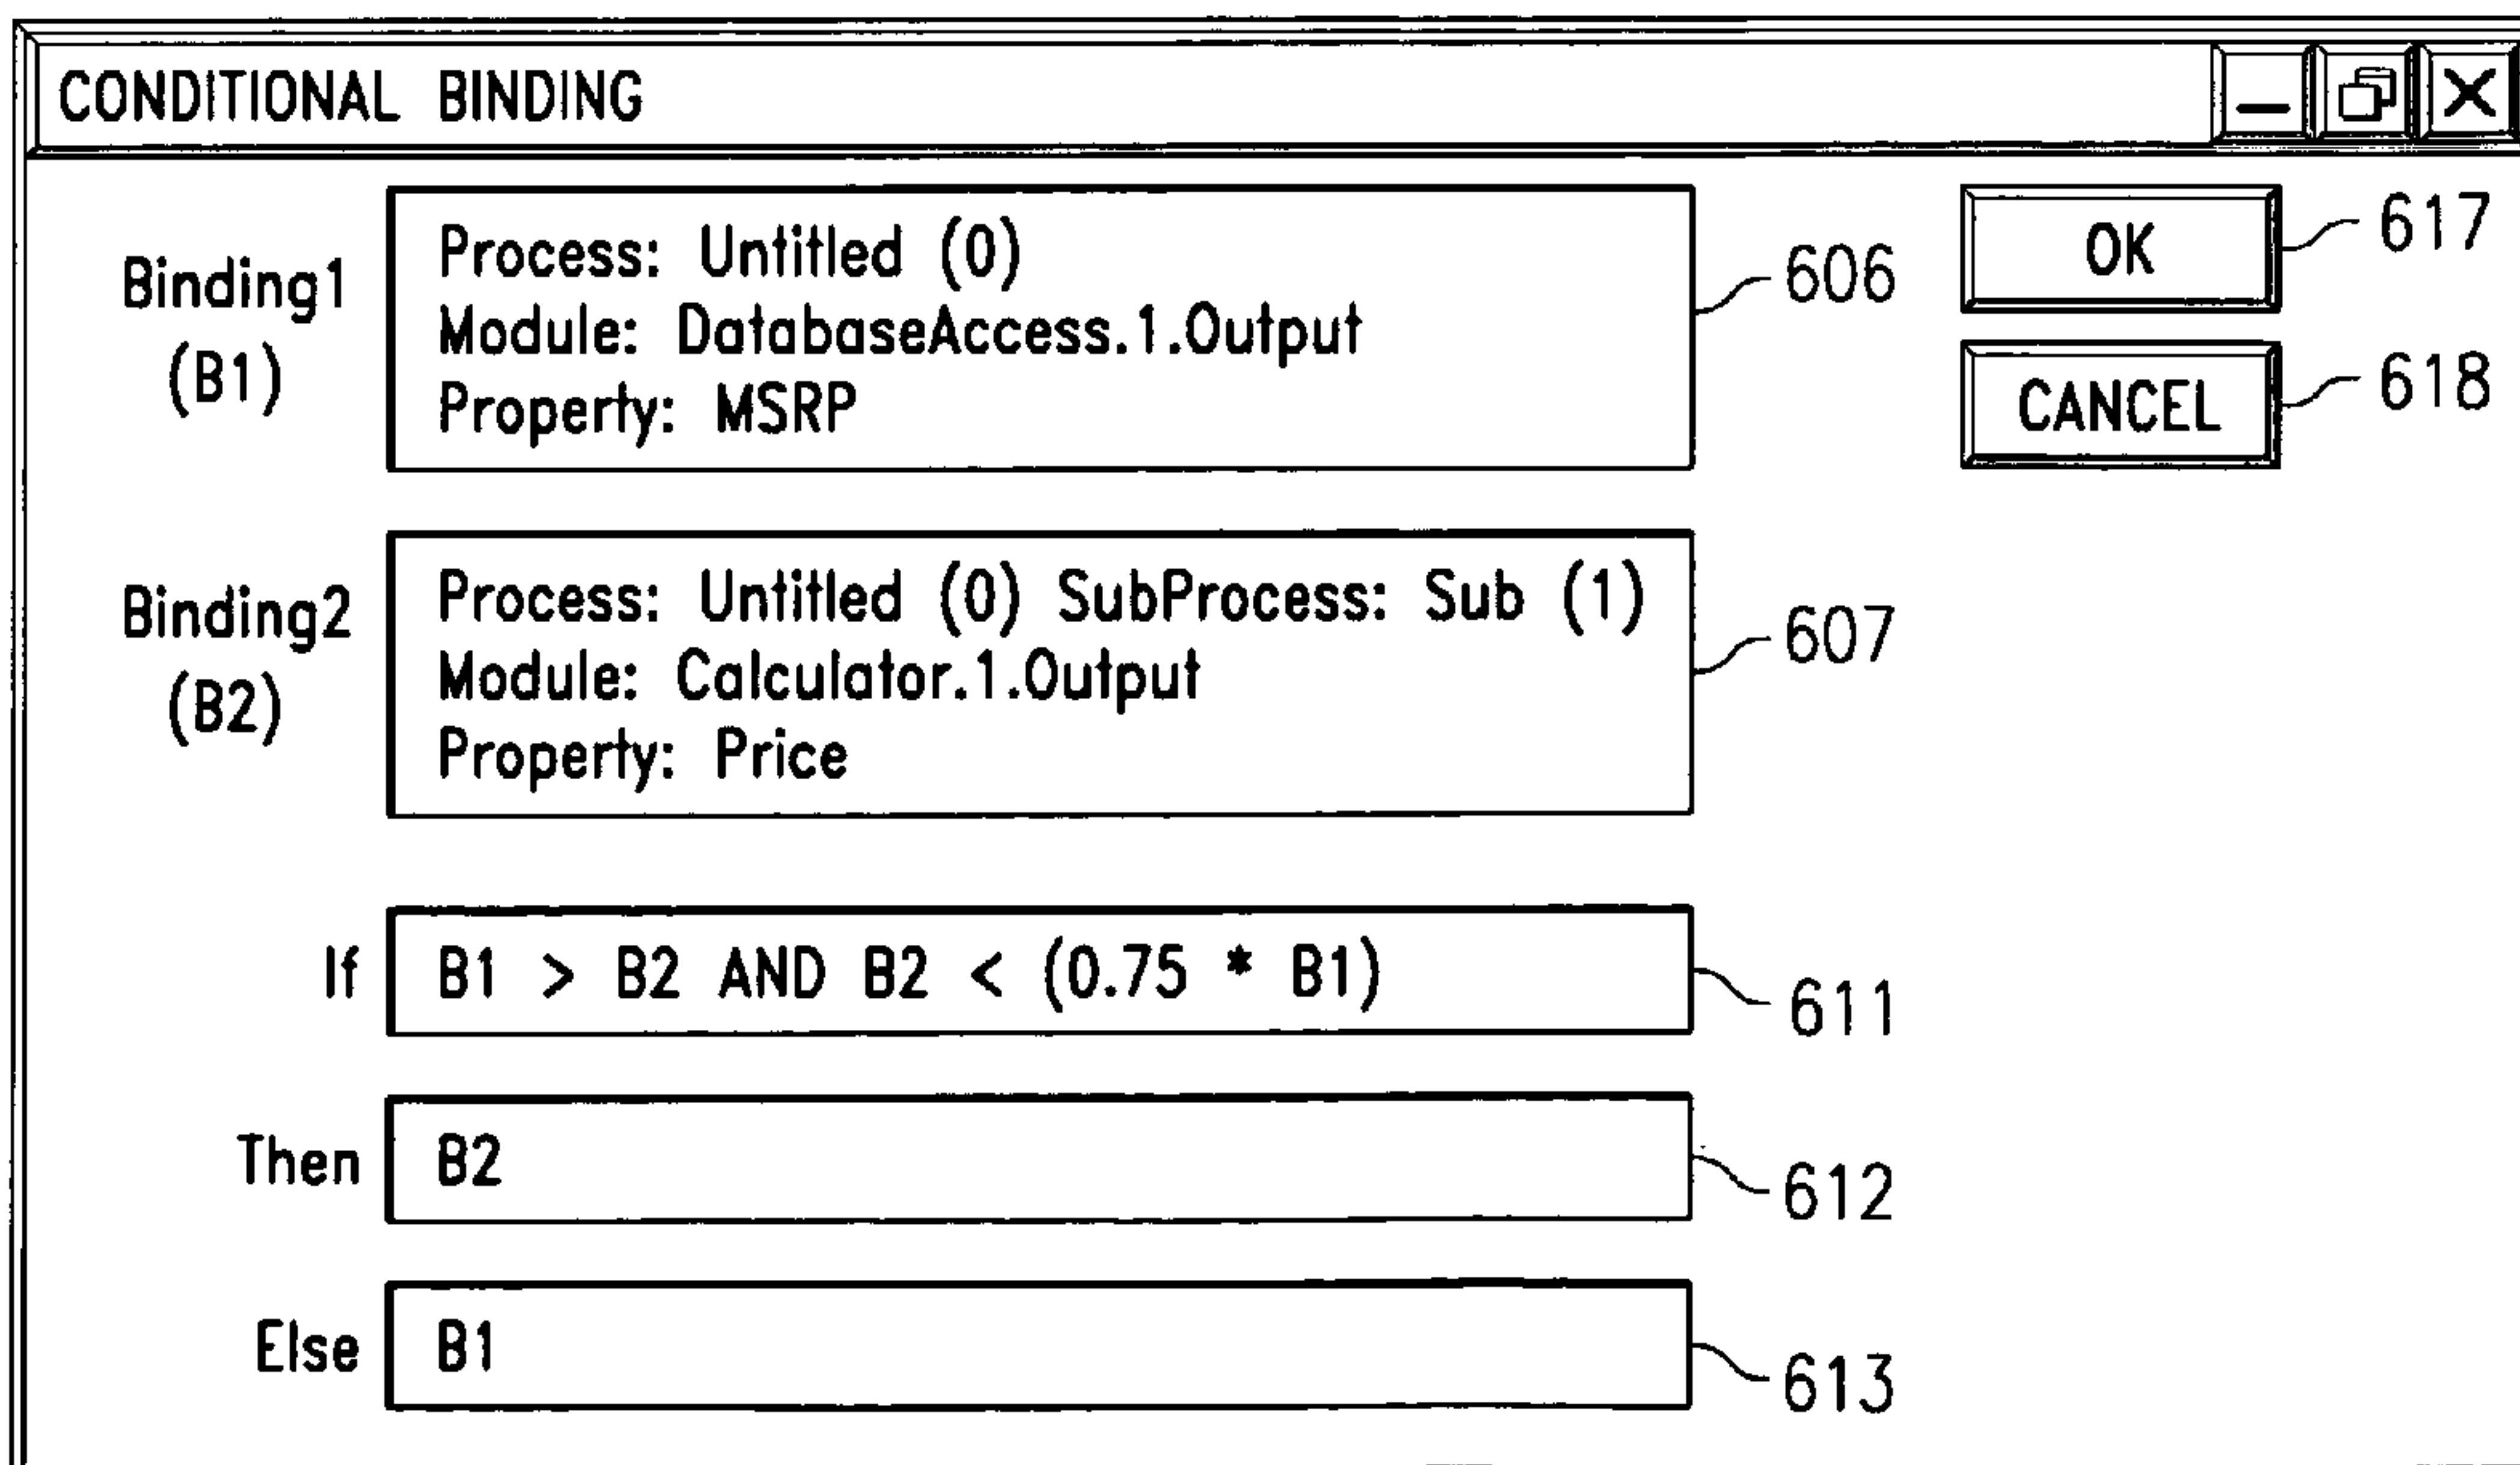 CONDITIONAL BINDING
Binding1
(B1)
Process: Untitled (0)
Module: DatabaseAccess.1.Output
Property: MSRP
606
OK
617
CANCEL
618
Binding2
(B2)
Process: Untitled (0) SubProcess: Sub (1)
Module: Calculator.1.Output
Property: Price
607
If
B1 > B2 AND B2 < (0.75 * B1)
611
Then
B2
612
Else
B1
613